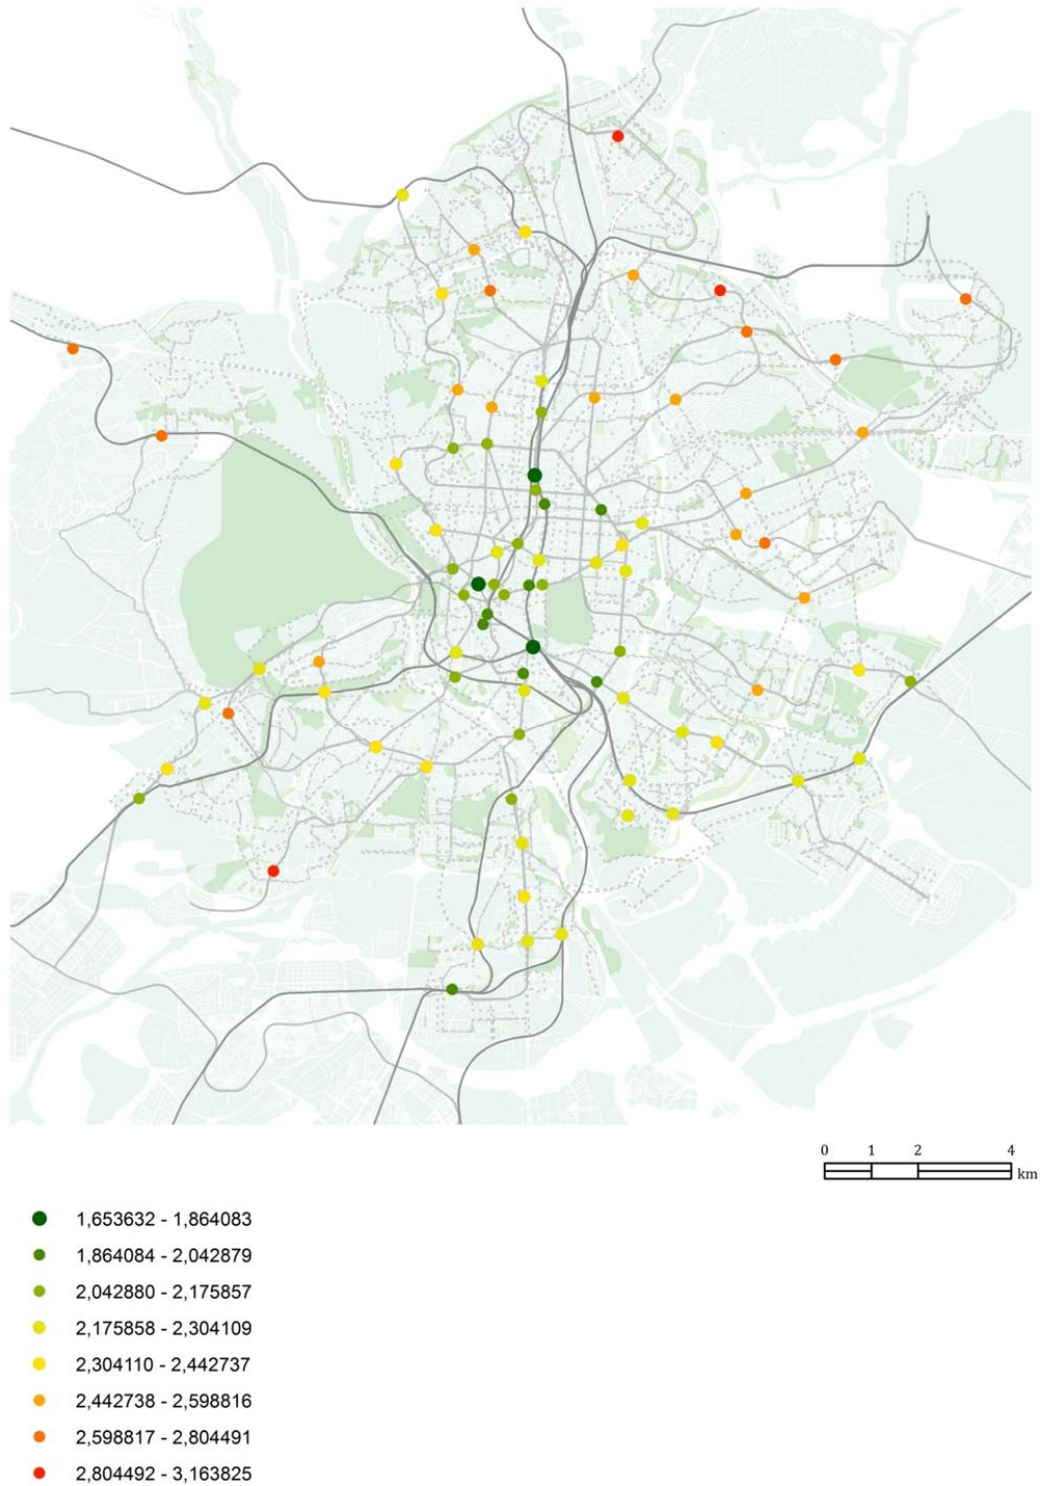 0 1 2 4
km
1,653632 - 1,864083
1,864084 - 2,042879
2,042880 - 2,175857
2,175858 - 2,304109
2,304110 - 2,442737
2,442738 - 2,598816
2,598817 - 2,804491
2,804492 - 3,163825